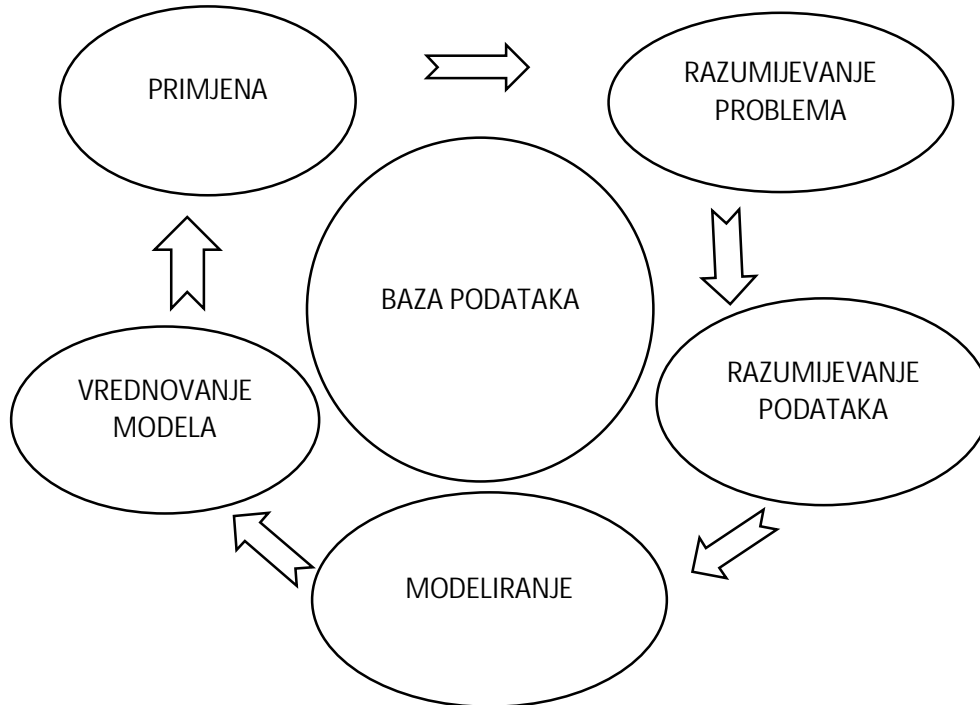 PRIMJENA
RAZUMIJEVANJE
PROBLEMA
BAZA PODATAKA
RAZUMIJEVANJE
PODATAKA
VREDNOVANJE
MODELA
MODELIRANJE